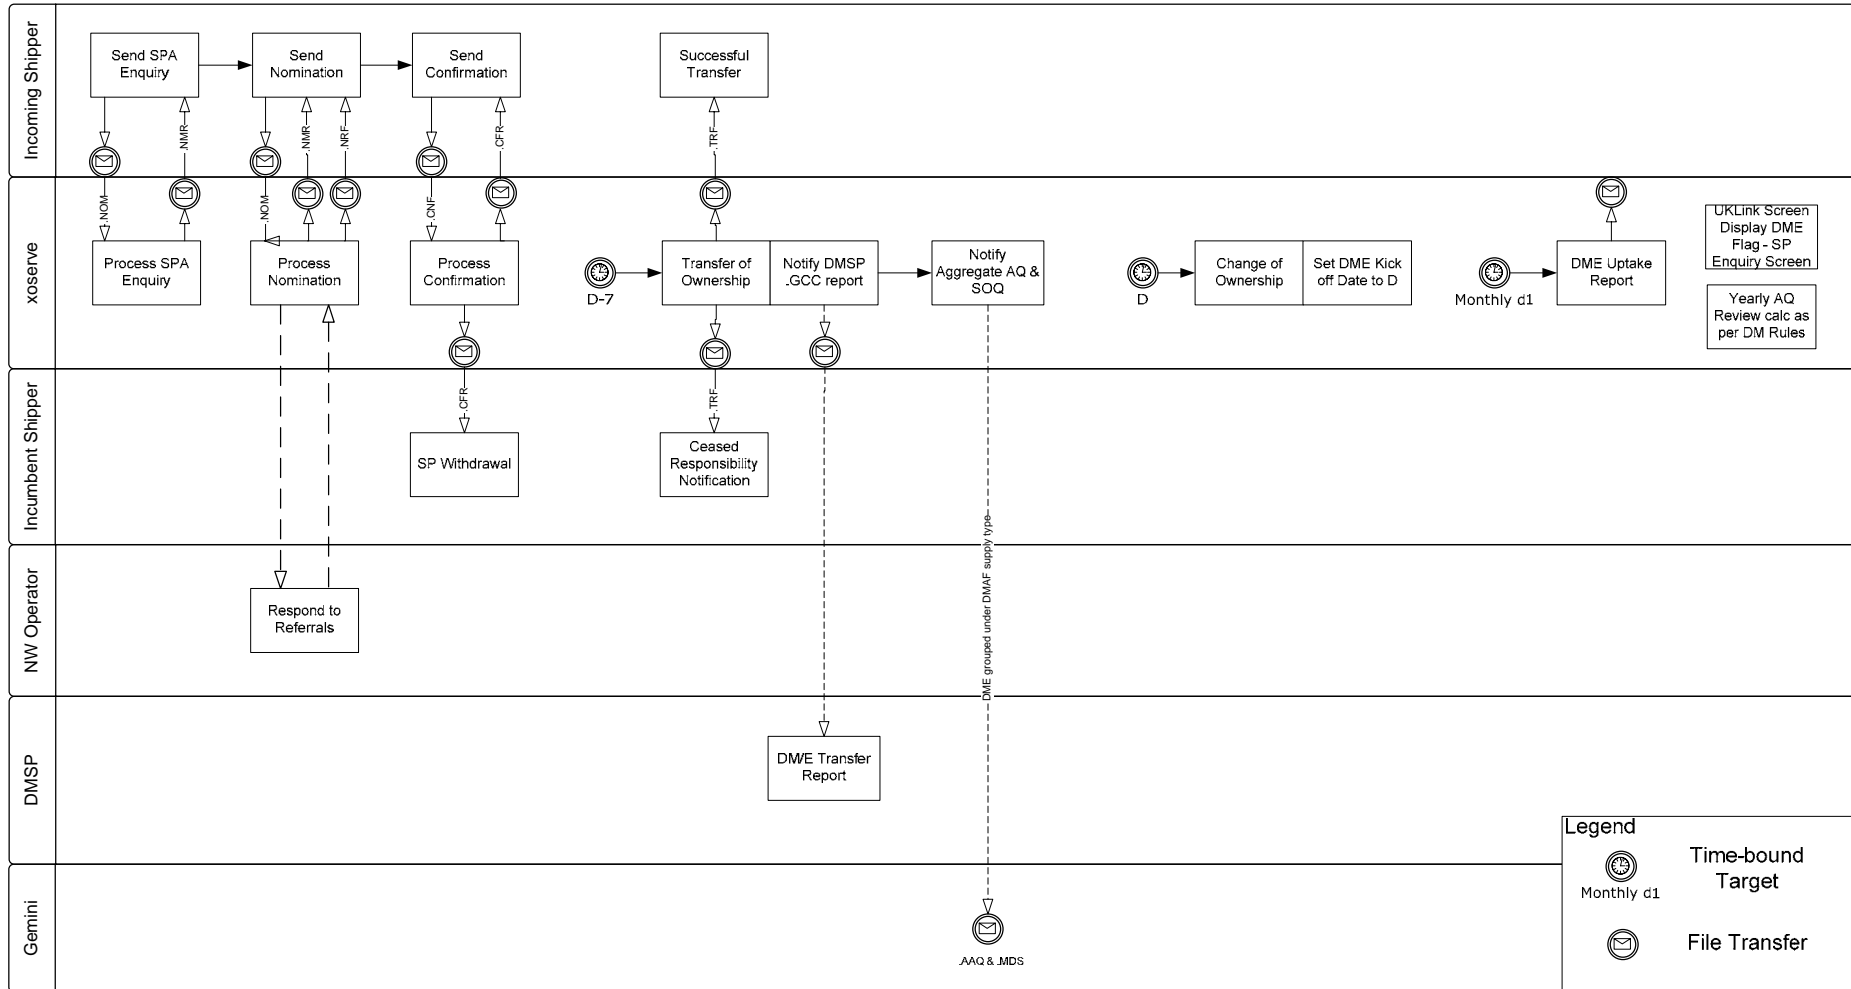 Incoming Shipper
Send SPA
Enquiry
Send
Nomination
Send
Confirmation
Successful
Transfer
.NMR
.NMR
.NRF
.CFR
.TRF
xoserve
.NOM
.NOM
.CNF
Process SPA
Enquiry
Process
Nomination
Process
Confirmation
D-7
Transfer of
Ownership
Notify DMSP
.GCC report
Notify
Aggregate AQ &
SOQ
D
Change of
Ownership
Set DME Kick
off Date to D
Monthly d1
DME Uptake
Report
UKLink Screen
Display DME
Flag - SP
Enquiry Screen
Yearly AQ
Review calc as
per DM Rules
Incumbent Shipper
.CFR
.TRF
SP Withdrawal
Ceased
Responsibility
Notification
DME grouped under DMAF supply type
NW Operator
Respond to
Referrals
DMSP
DM/E Transfer
Report
Gemini
.AAQ & .MDS
Legend
Monthly d1
Time-bound
Target
File Transfer